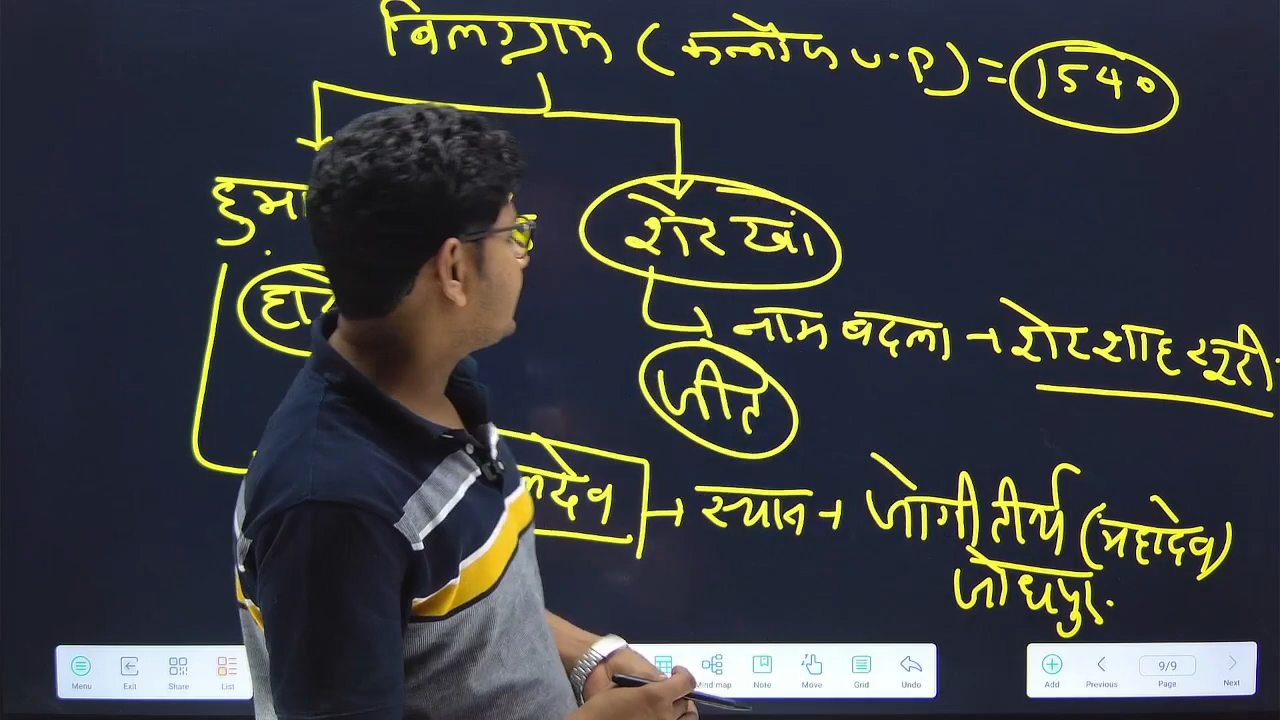 बिलग्राम (कन्नौज U.P) = 1540
शेर खां
नाम बदला → शेरशाह सूरी.
जीत
→ स्थान → जोगी तीर्थ (महादेव)
जोधपुर.
Menu Exit Share List Mind map Note Move Grid Undo Add Previous 9/9 Page Next